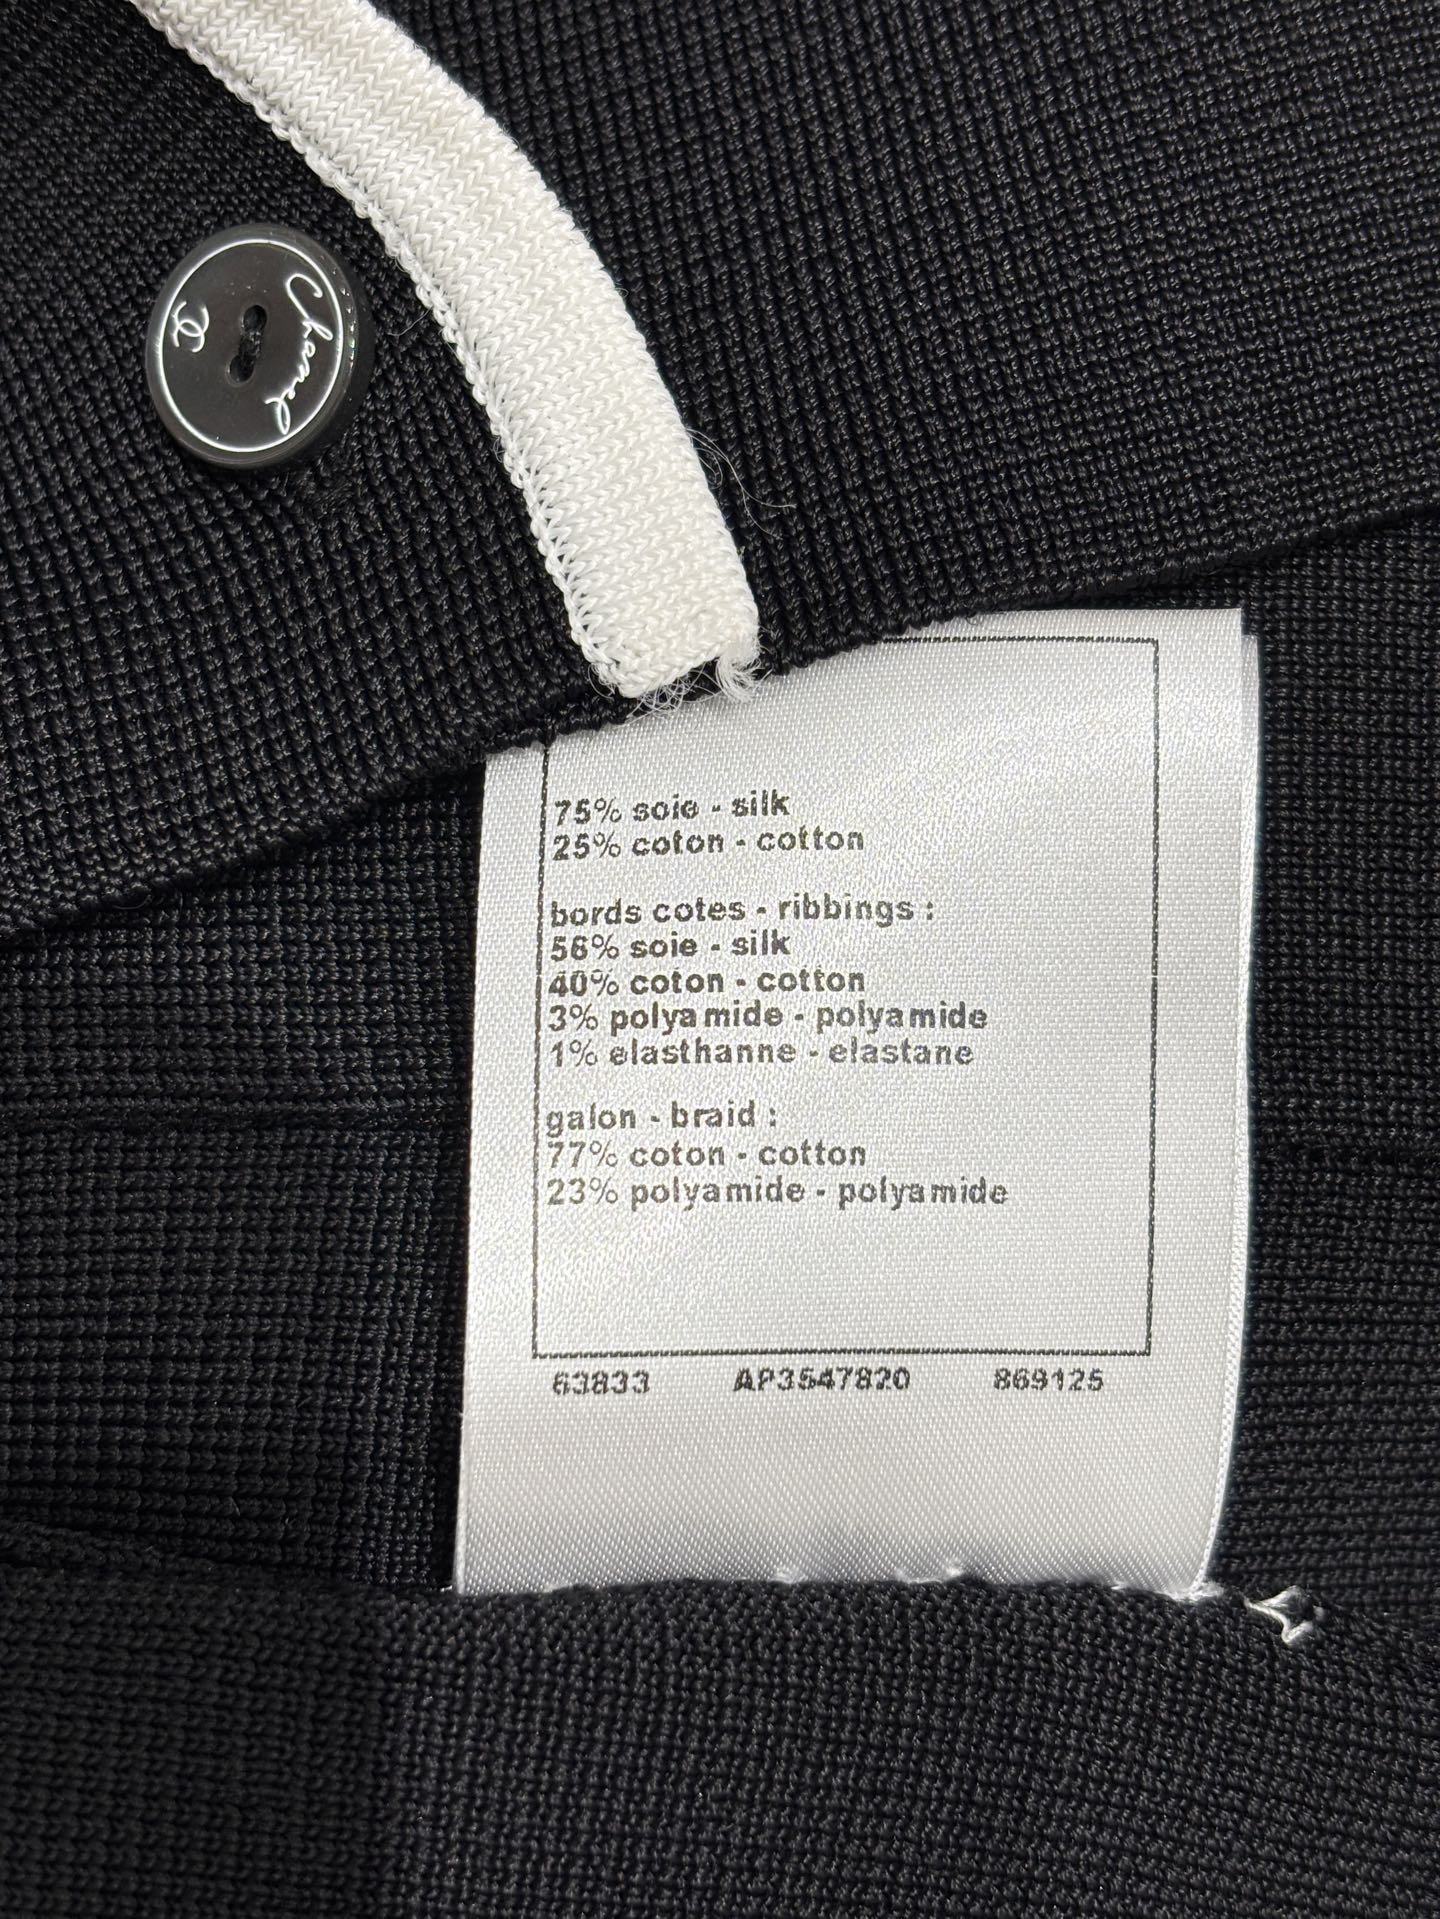 Chanel
75% soie - silk
25% coton - cotton
bords cotes - ribbings :
56% soie - silk
40% coton - cotton
3% polyamide - polyamide
1% elasthanne - elastane
galon - braid :
77% coton - cotton
23% polyamide - polyamide
63833 AP3547820 869125